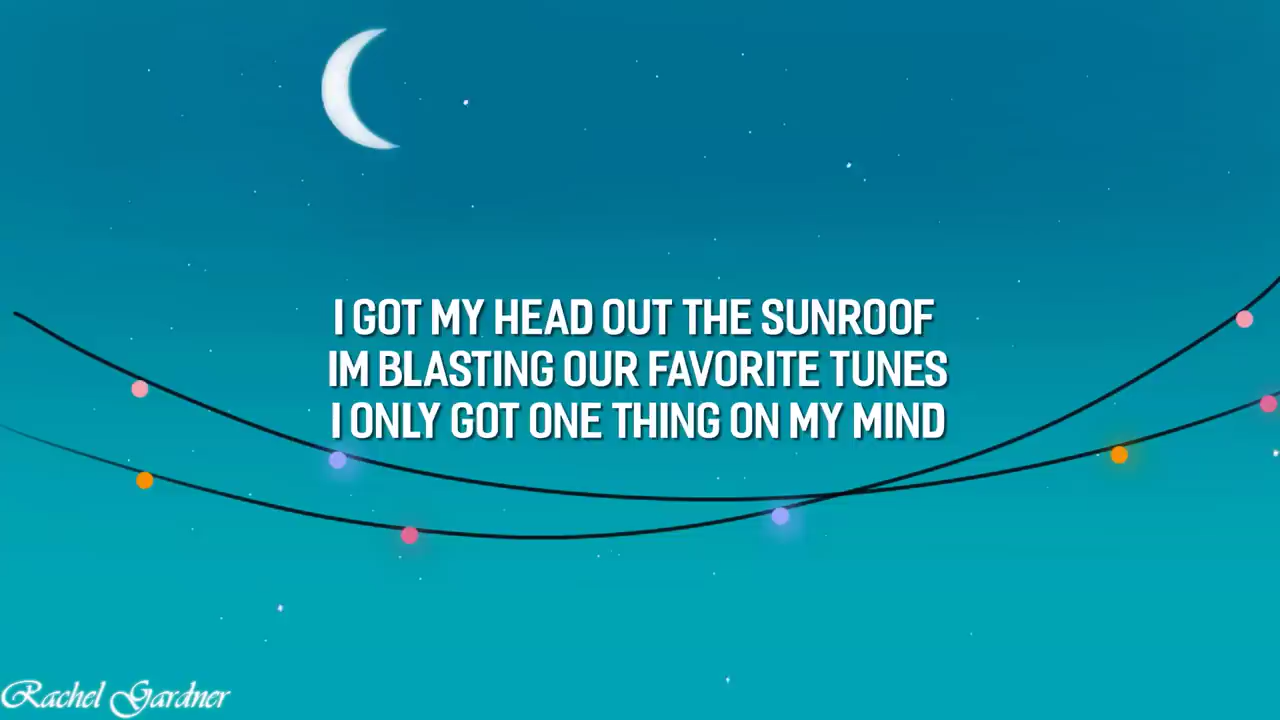 I GOT MY HEAD OUT THE SUNROOF
IM BLASTING OUR FAVORITE TUNES
I ONLY GOT ONE THING ON MY MIND
Rachel Gardner